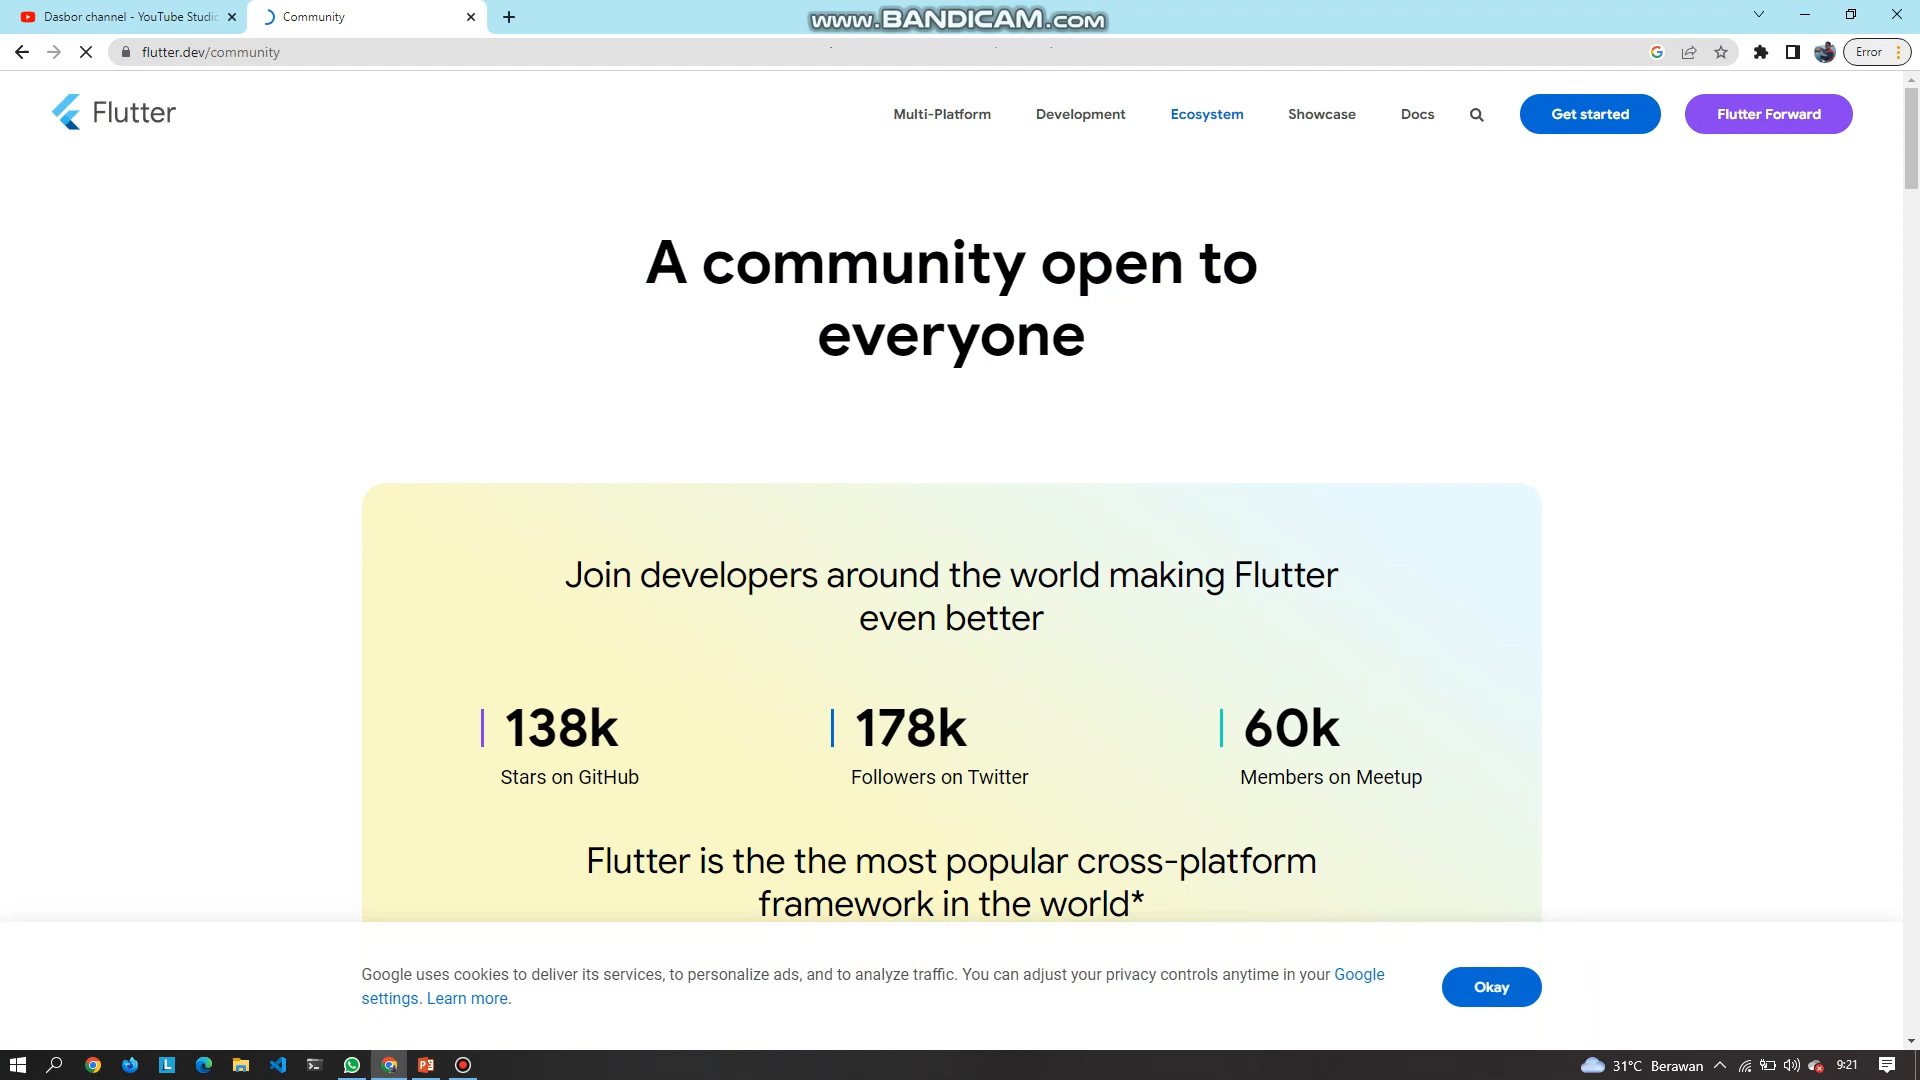 Dasbor channel - YouTube Studio
Community
www.BANDICAM.com
flutter.dev/community
Error
Flutter
Multi-Platform
Development
Ecosystem
Showcase
Docs
Get started
Flutter Forward
A community open to
everyone
Join developers around the world making Flutter
even better
138k
178k
60k
Stars on GitHub
Followers on Twitter
Members on Meetup
Flutter is the the most popular cross-platform
framework in the world*
Google uses cookies to deliver its services, to personalize ads, and to analyze traffic. You can adjust your privacy controls anytime in your Google
settings. Learn more.
Okay
31°C Berawan
9:21